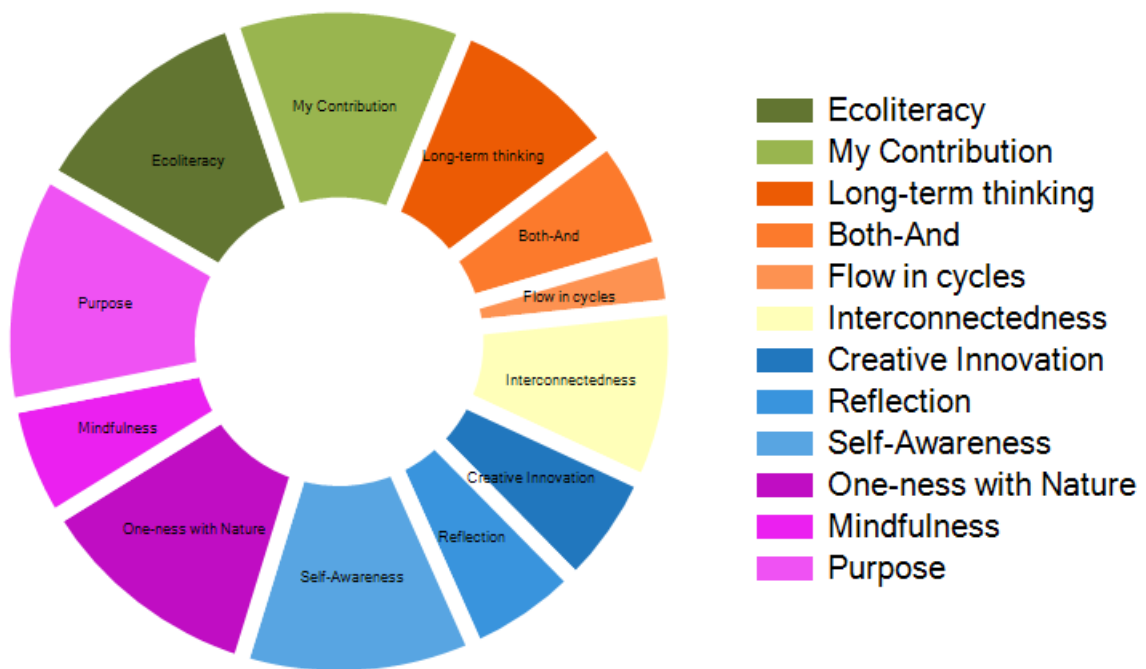 My Contribution
Long-term thinking
Ecoliteracy
Both-And
Flow in cycles
Purpose
Interconnectedness
Mindfulness
Creative Innovation
One-ness with Nature
Reflection
Self-Awareness
Ecoliteracy
My Contribution
Long-term thinking
Both-And
Flow in cycles
Interconnectedness
Creative Innovation
Reflection
Self-Awareness
One-ness with Nature
Mindfulness
Purpose